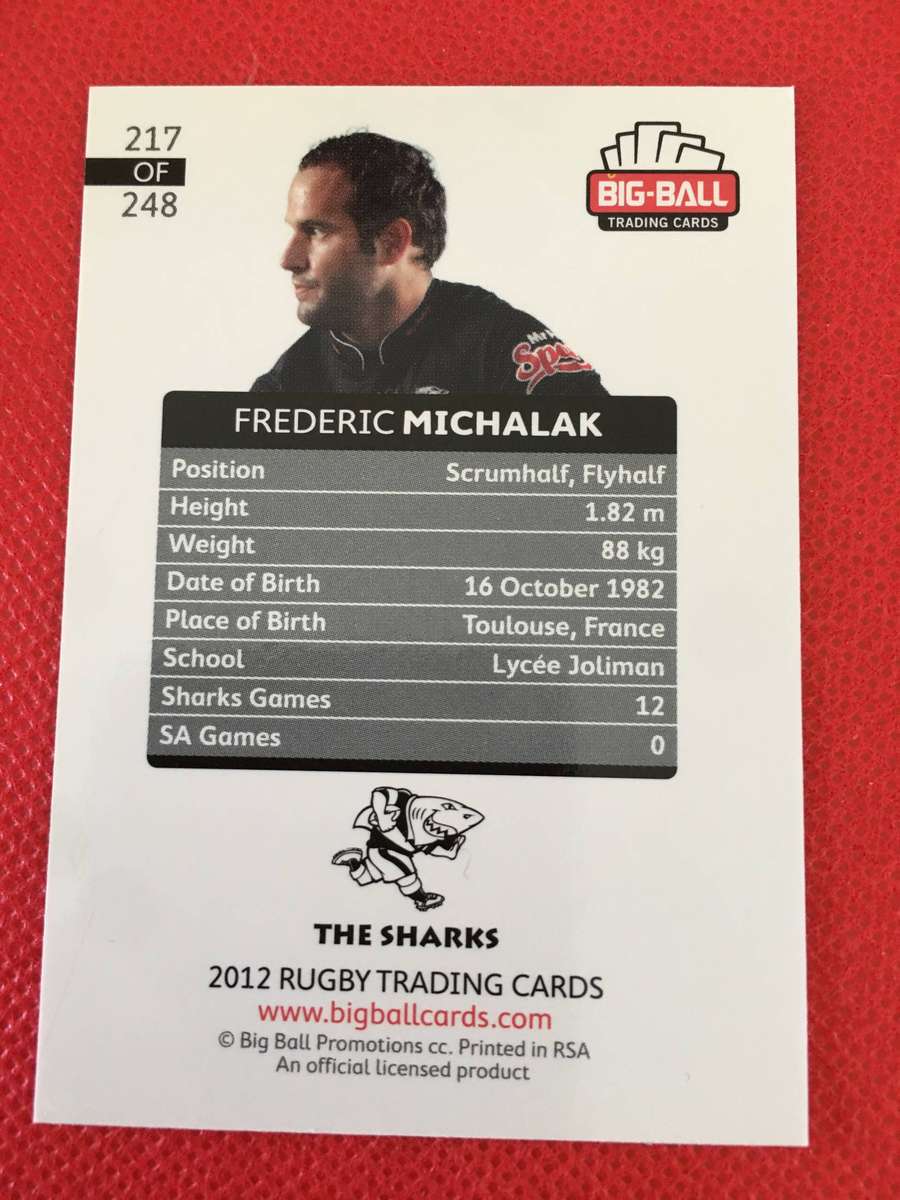 217
OF
248
BIG-BALL
TRADING CARDS
FREDERIC MICHALAK
Position Scrumhalf, Flyhalf
Height 1.82 m
Weight 88 kg
Date of Birth 16 October 1982
Place of Birth Toulouse, France
School Lycée Joliman
Sharks Games 12
SA Games 0
THE SHARKS
2012 RUGBY TRADING CARDS
www.bigballcards.com
© Big Ball Promotions cc. Printed in RSA
An official licensed product